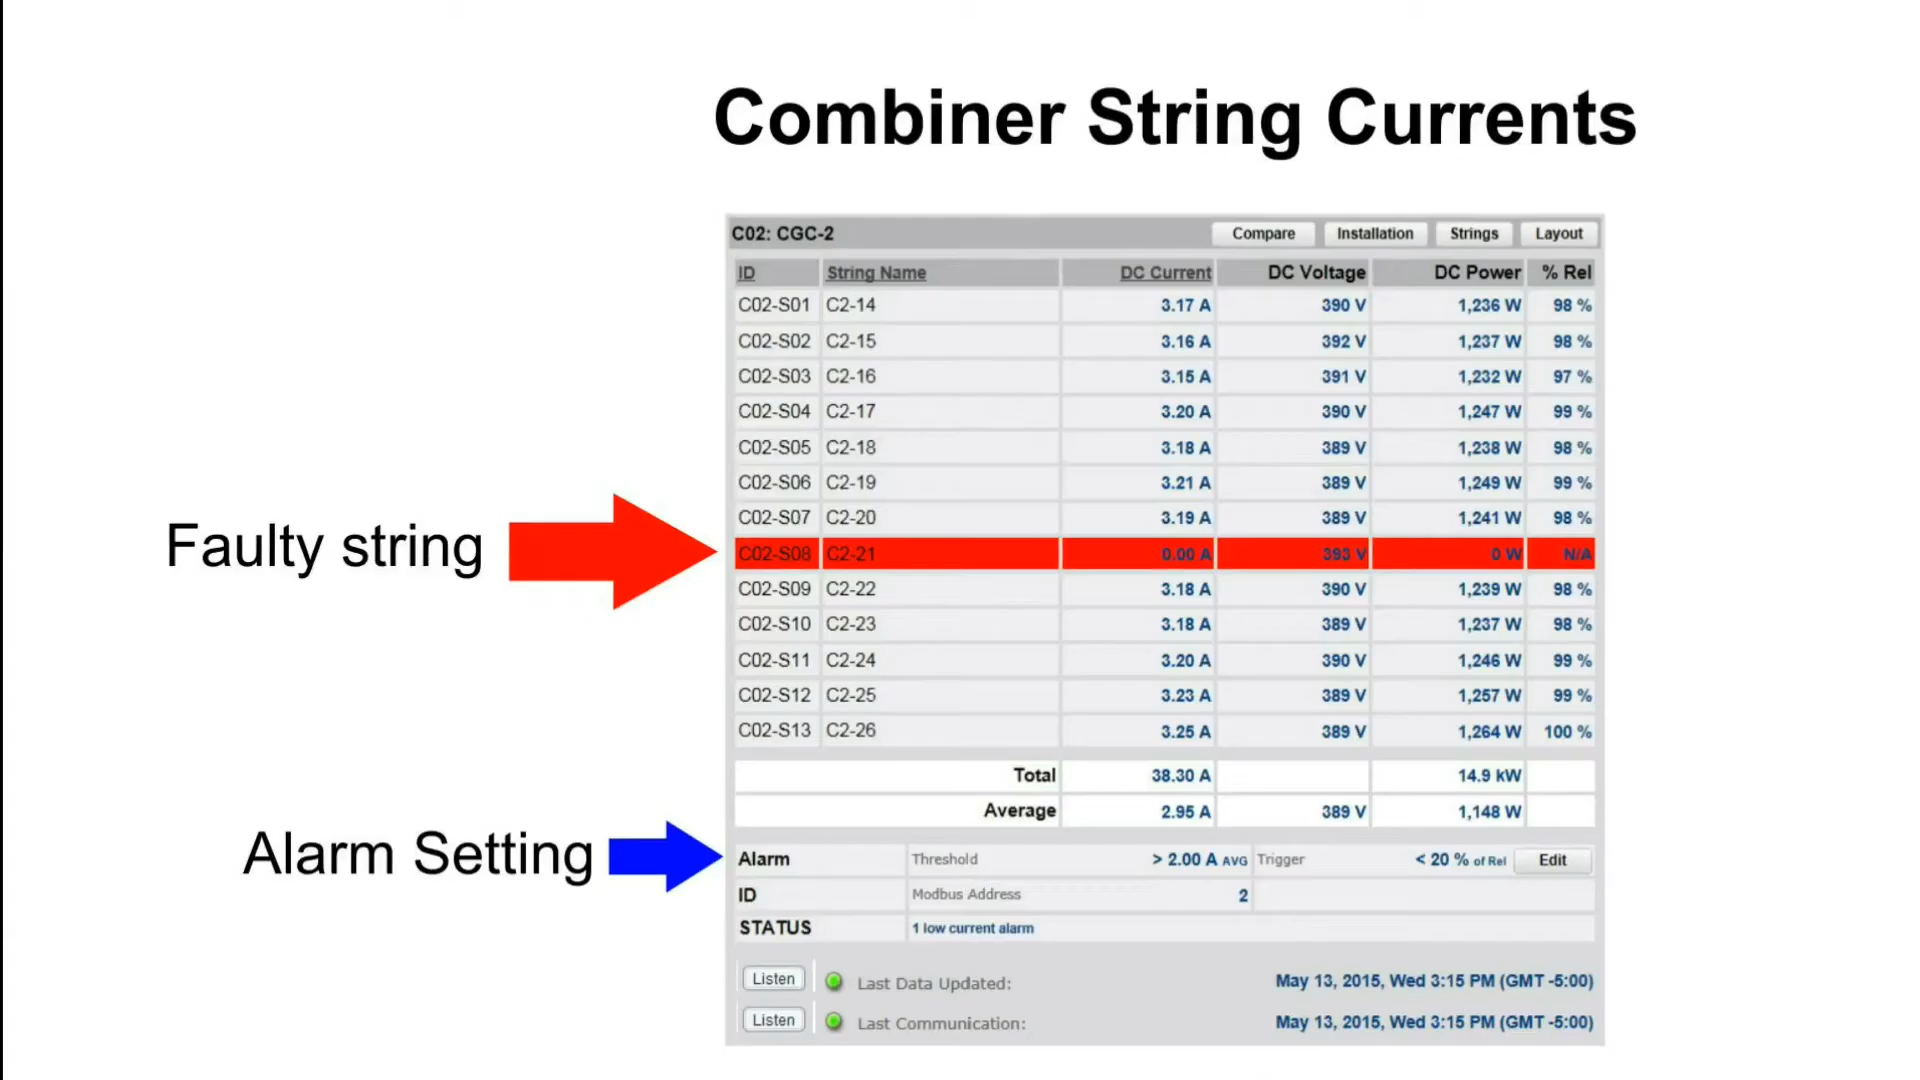 Combiner String Currents
C02: CGC-2 Compare Installation Strings Layout
ID String Name DC Current DC Voltage DC Power % Rel
C02-S01 C2-14 3.17 A 390 V 1,236 W 98 %
C02-S02 C2-15 3.16 A 392 V 1,237 W 98 %
C02-S03 C2-16 3.15 A 391 V 1,232 W 97 %
C02-S04 C2-17 3.20 A 390 V 1,247 W 99 %
C02-S05 C2-18 3.18 A 389 V 1,238 W 98 %
C02-S06 C2-19 3.21 A 389 V 1,249 W 99 %
C02-S07 C2-20 3.19 A 389 V 1,241 W 98 %
Faulty string
C02-S08 C2-21 0.00 A 393 V 0 W N/A
C02-S09 C2-22 3.18 A 390 V 1,239 W 98 %
C02-S10 C2-23 3.18 A 389 V 1,237 W 98 %
C02-S11 C2-24 3.20 A 390 V 1,246 W 99 %
C02-S12 C2-25 3.23 A 389 V 1,257 W 99 %
C02-S13 C2-26 3.25 A 389 V 1,264 W 100 %
Total 38.30 A 14.9 kW
Average 2.95 A 389 V 1,148 W
Alarm Setting
Alarm Threshold > 2.00 A AVG Trigger < 20 % of Rel Edit
ID Modbus Address 2
STATUS 1 low current alarm
Listen Last Data Updated: May 13, 2015, Wed 3:15 PM (GMT -5:00)
Listen Last Communication: May 13, 2015, Wed 3:15 PM (GMT -5:00)